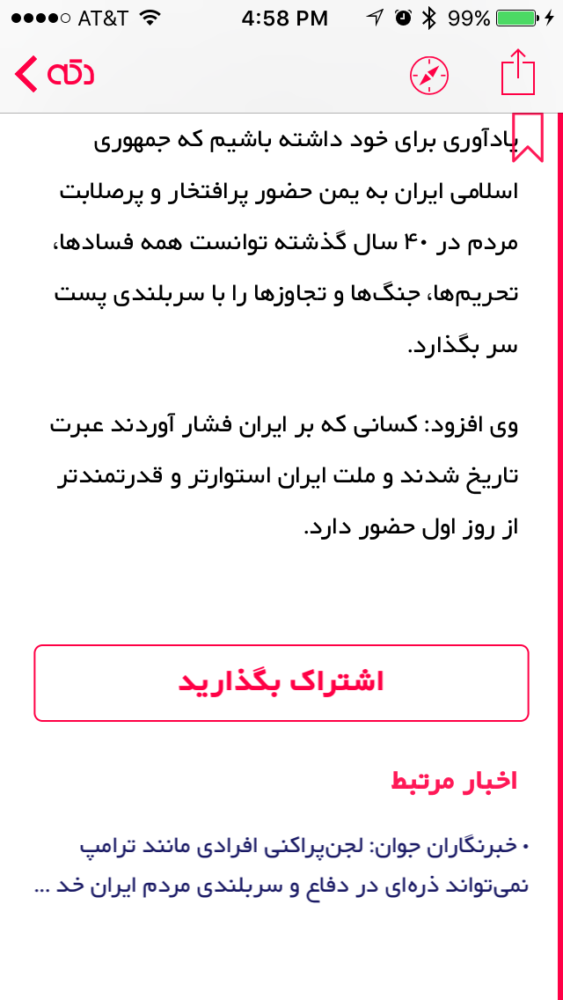 AT&T 4:58 PM 99%
دکه
یادآوری برای خود داشته باشیم که جمهوری
اسلامی ایران به یمن حضور پرافتخار و پرصلابت
مردم در ۴۰ سال گذشته توانست همه فسادها،
تحریم‌ها، جنگ‌ها و تجاوزها را با سربلندی پست
سر بگذارد.
وی افزود: کسانی که بر ایران فشار آوردند عبرت
تاریخ شدند و ملت ایران استوارتر و قدرتمندتر
از روز اول حضور دارد.
اشتراک بگذارید
اخبار مرتبط
• خبرنگاران جوان: لجن‌پراکنی افرادی مانند ترامپ
نمی‌تواند ذره‌ای در دفاع و سربلندی مردم ایران خد ...